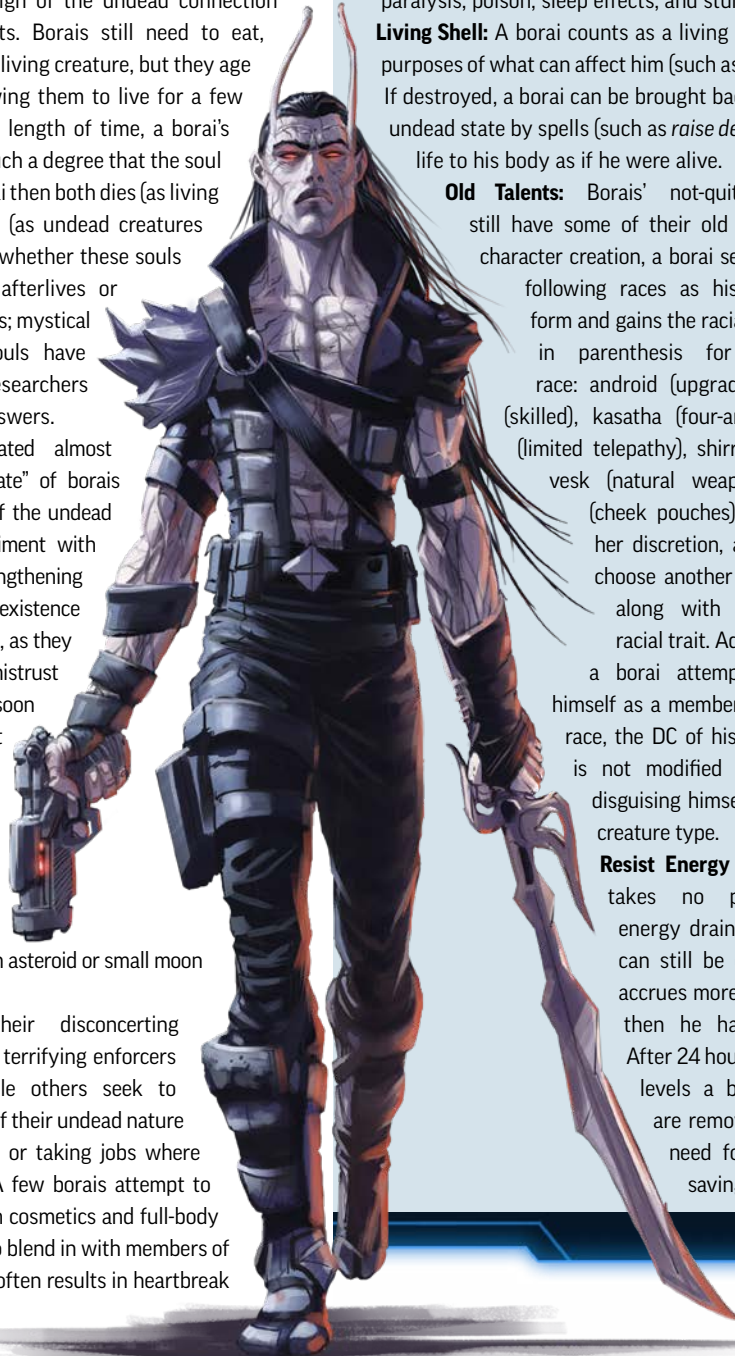 ign of the undead connection
ts. Borais still need to eat,
living creature, but they age
ving them to live for a few
length of time, a borai's
ch a degree that the soul
i then both dies (as living
(as undead creatures
whether these souls
afterlives or
s; mystical
ouls have
esearchers
swers.
ated almost
ate" of borais
f the undead
iment with
ngthening
existence
, as they
mistrust
soon
t
n asteroid or small moon
heir disconcerting
terrifying enforcers
le others seek to
f their undead nature
or taking jobs where
A few borais attempt to
n cosmetics and full-body
o blend in with members of
often results in heartbreak
paralysis, poison, sleep effects, and stu
Living Shell: A borai counts as a living
purposes of what can affect him (such as
If destroyed, a borai can be brought bac
undead state by spells (such as raise de
life to his body as if he were alive.
Old Talents: Borais' not-quit
still have some of their old
character creation, a borai se
following races as his
form and gains the racia
in parenthesis for
race: android (upgrad
(skilled), kasatha (four-ar
(limited telepathy), shirr
vesk (natural weap
(cheek pouches)
her discretion, a
choose another
along with
racial trait. Ad
a borai attemp
himself as a member
race, the DC of his
is not modified
disguising himse
creature type.
Resist Energy
takes no p
energy drain
can still be
accrues more
then he ha
After 24 hou
levels a b
are remov
need fo
saving